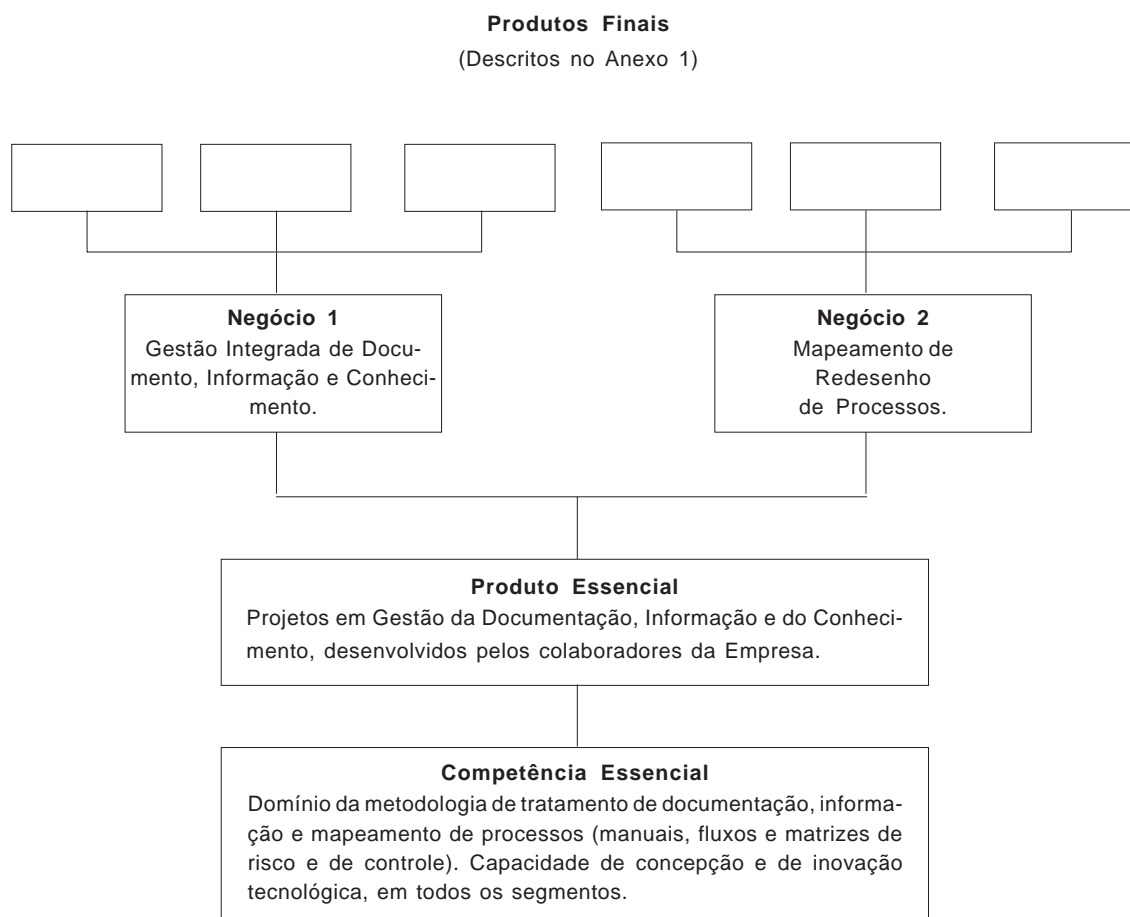 Produtos Finais
(Descritos no Anexo 1)
Negócio 1
Gestão Integrada de Docu-
mento, Informação e Conheci-
mento.
Negócio 2
Mapeamento de
Redesenho
de Processos.
Produto Essencial
Projetos em Gestão da Documentação, Informação e do Conheci-
mento, desenvolvidos pelos colaboradores da Empresa.
Competência Essencial
Domínio da metodologia de tratamento de documentação, informa-
ção e mapeamento de processos (manuais, fluxos e matrizes de
risco e de controle). Capacidade de concepção e de inovação
tecnológica, em todos os segmentos.